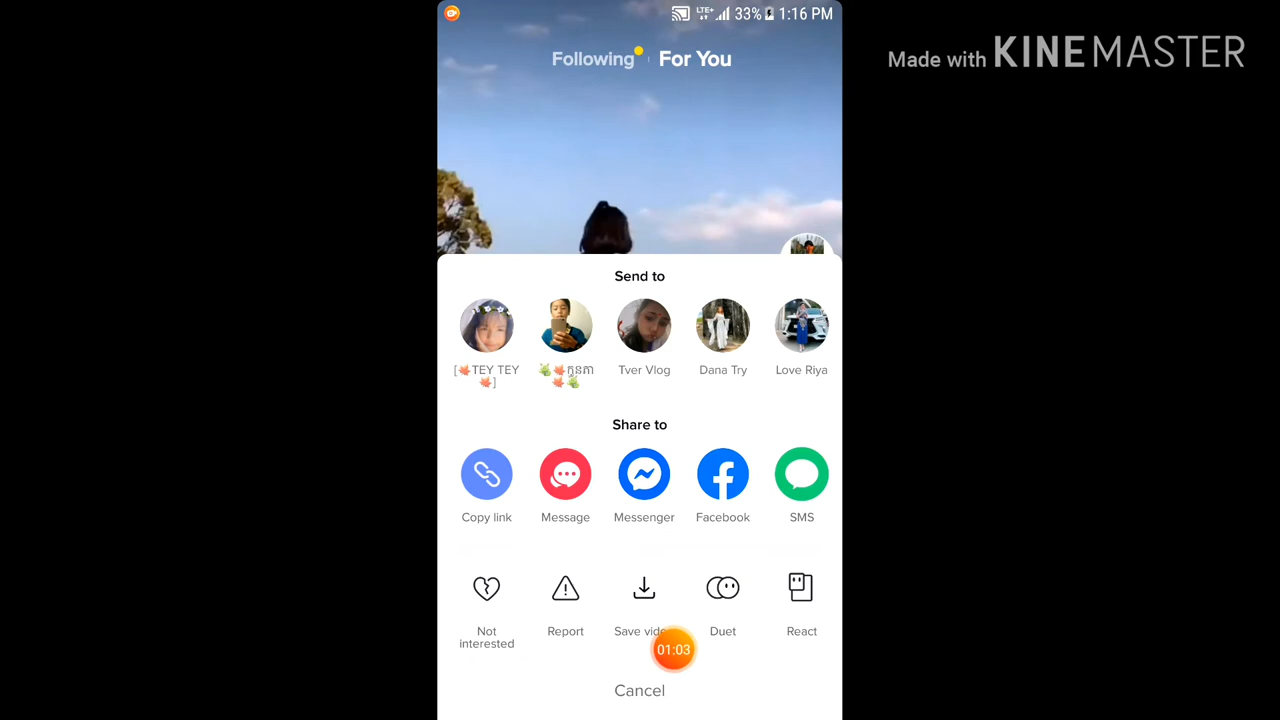 33% 1:16 PM
LTE+
Following For You
Made with KINEMASTER
Send to
[🍁TEY TEY
🍁]
Tver Vlog
Dana Try
Love Riya
Share to
Copy link
Message
Messenger
Facebook
SMS
Not
interested
Report
Save
Duet
React
01:03
Cancel